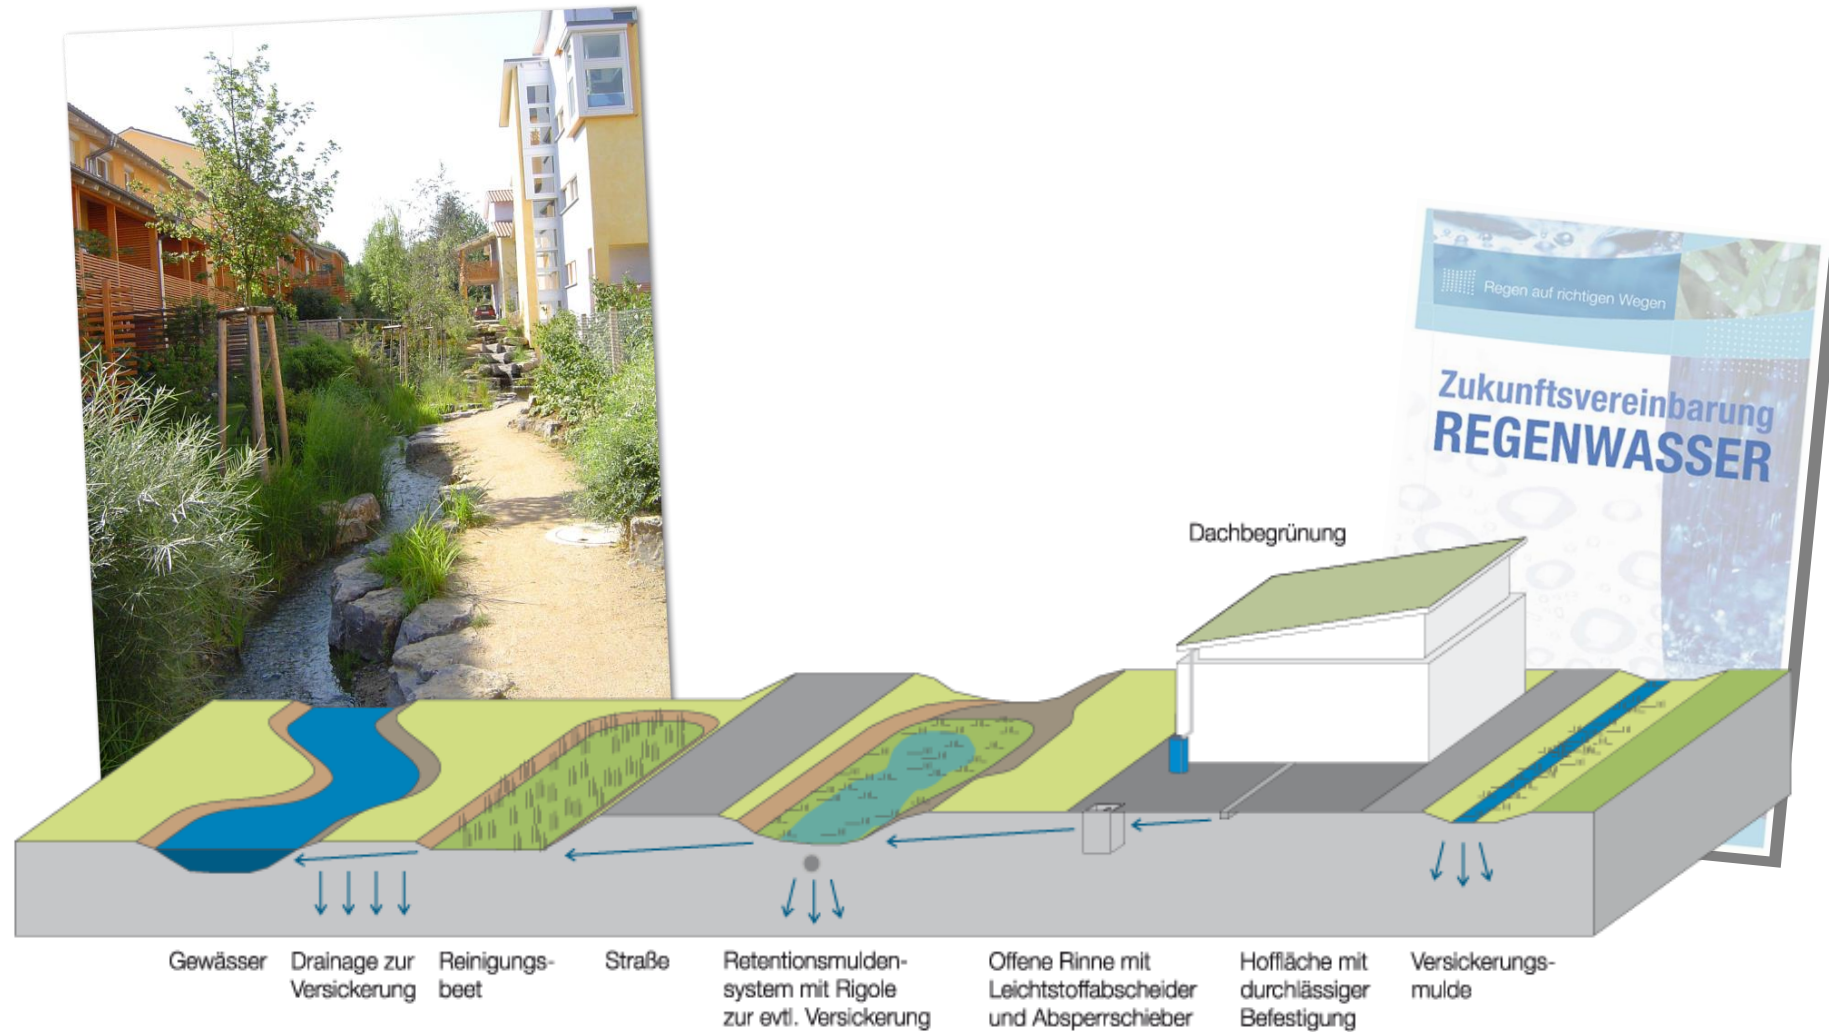 Regen auf richtigen Wegen
Zukunftsvereinbarung
REGENWASSER
Dachbegrünung
Gewässer
Drainage zur
Versickerung
Reinigungs-
beet
Straße
Retentionsmulden-
system mit Rigole
zur evtl. Versickerung
Offene Rinne mit
Leichtstoffabscheider
und Absperrschieber
Hoffläche mit
durchlässiger
Befestigung
Versickerungs-
mulde